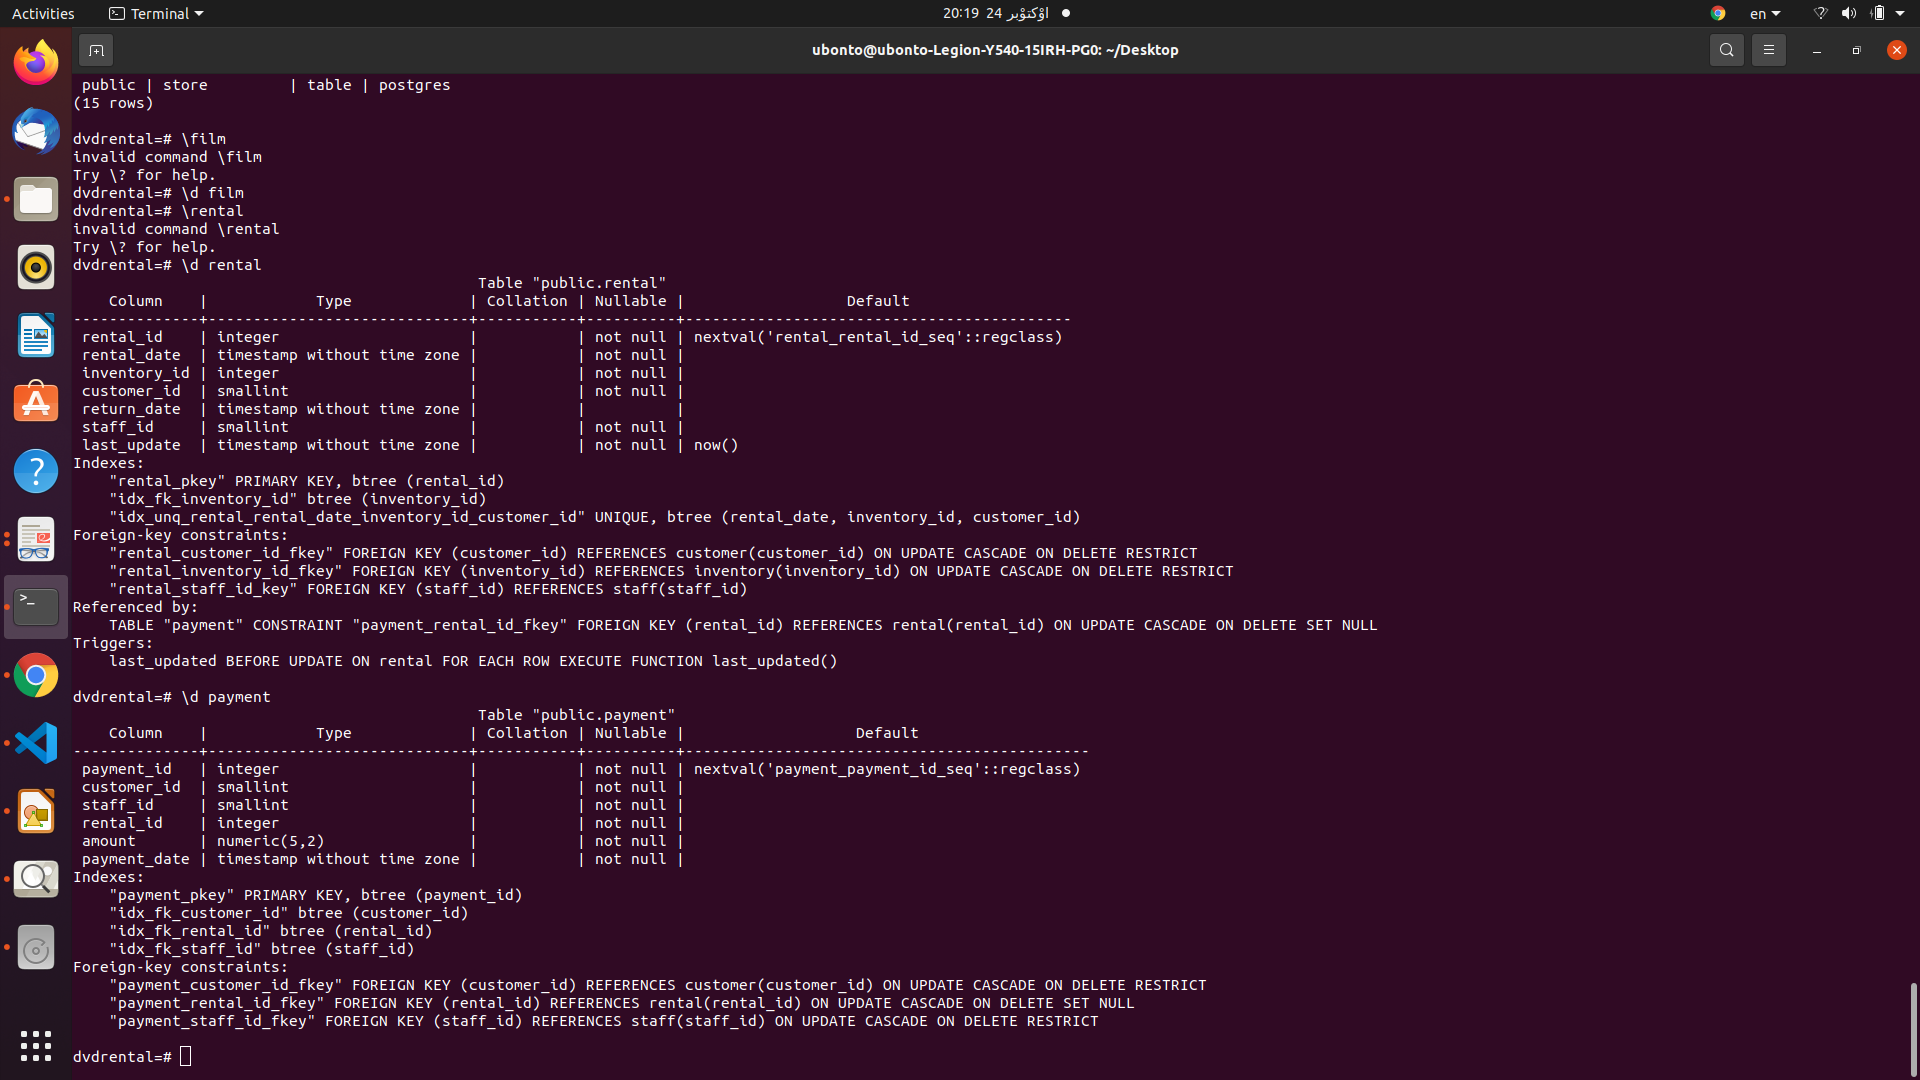 Activities Terminal 20:19 24 اؤکتوْبر en
ubonto@ubonto-Legion-Y540-15IRH-PG0: ~/Desktop
public | store         | table | postgres
(15 rows)

dvdrental=# \film
invalid command \film
Try \? for help.
dvdrental=# \d film
dvdrental=# \rental
invalid command \rental
Try \? for help.
dvdrental=# \d rental
                                             Table "public.rental"
    Column    |            Type             | Collation | Nullable |                  Default
--------------+-----------------------------+-----------+----------+-------------------------------------------
 rental_id    | integer                     |           | not null | nextval('rental_rental_id_seq'::regclass)
 rental_date  | timestamp without time zone |           | not null |
 inventory_id | integer                     |           | not null |
 customer_id  | smallint                    |           | not null |
 return_date  | timestamp without time zone |           |          |
 staff_id     | smallint                    |           | not null |
 last_update  | timestamp without time zone |           | not null | now()
Indexes:
    "rental_pkey" PRIMARY KEY, btree (rental_id)
    "idx_fk_inventory_id" btree (inventory_id)
    "idx_unq_rental_rental_date_inventory_id_customer_id" UNIQUE, btree (rental_date, inventory_id, customer_id)
Foreign-key constraints:
    "rental_customer_id_fkey" FOREIGN KEY (customer_id) REFERENCES customer(customer_id) ON UPDATE CASCADE ON DELETE RESTRICT
    "rental_inventory_id_fkey" FOREIGN KEY (inventory_id) REFERENCES inventory(inventory_id) ON UPDATE CASCADE ON DELETE RESTRICT
    "rental_staff_id_key" FOREIGN KEY (staff_id) REFERENCES staff(staff_id)
Referenced by:
    TABLE "payment" CONSTRAINT "payment_rental_id_fkey" FOREIGN KEY (rental_id) REFERENCES rental(rental_id) ON UPDATE CASCADE ON DELETE SET NULL
Triggers:
    last_updated BEFORE UPDATE ON rental FOR EACH ROW EXECUTE FUNCTION last_updated()

dvdrental=# \d payment
                                             Table "public.payment"
    Column    |            Type             | Collation | Nullable |                   Default
--------------+-----------------------------+-----------+----------+---------------------------------------------
 payment_id   | integer                     |           | not null | nextval('payment_payment_id_seq'::regclass)
 customer_id  | smallint                    |           | not null |
 staff_id     | smallint                    |           | not null |
 rental_id    | integer                     |           | not null |
 amount       | numeric(5,2)                |           | not null |
 payment_date | timestamp without time zone |           | not null |
Indexes:
    "payment_pkey" PRIMARY KEY, btree (payment_id)
    "idx_fk_customer_id" btree (customer_id)
    "idx_fk_rental_id" btree (rental_id)
    "idx_fk_staff_id" btree (staff_id)
Foreign-key constraints:
    "payment_customer_id_fkey" FOREIGN KEY (customer_id) REFERENCES customer(customer_id) ON UPDATE CASCADE ON DELETE RESTRICT
    "payment_rental_id_fkey" FOREIGN KEY (rental_id) REFERENCES rental(rental_id) ON UPDATE CASCADE ON DELETE SET NULL
    "payment_staff_id_fkey" FOREIGN KEY (staff_id) REFERENCES staff(staff_id) ON UPDATE CASCADE ON DELETE RESTRICT

dvdrental=#